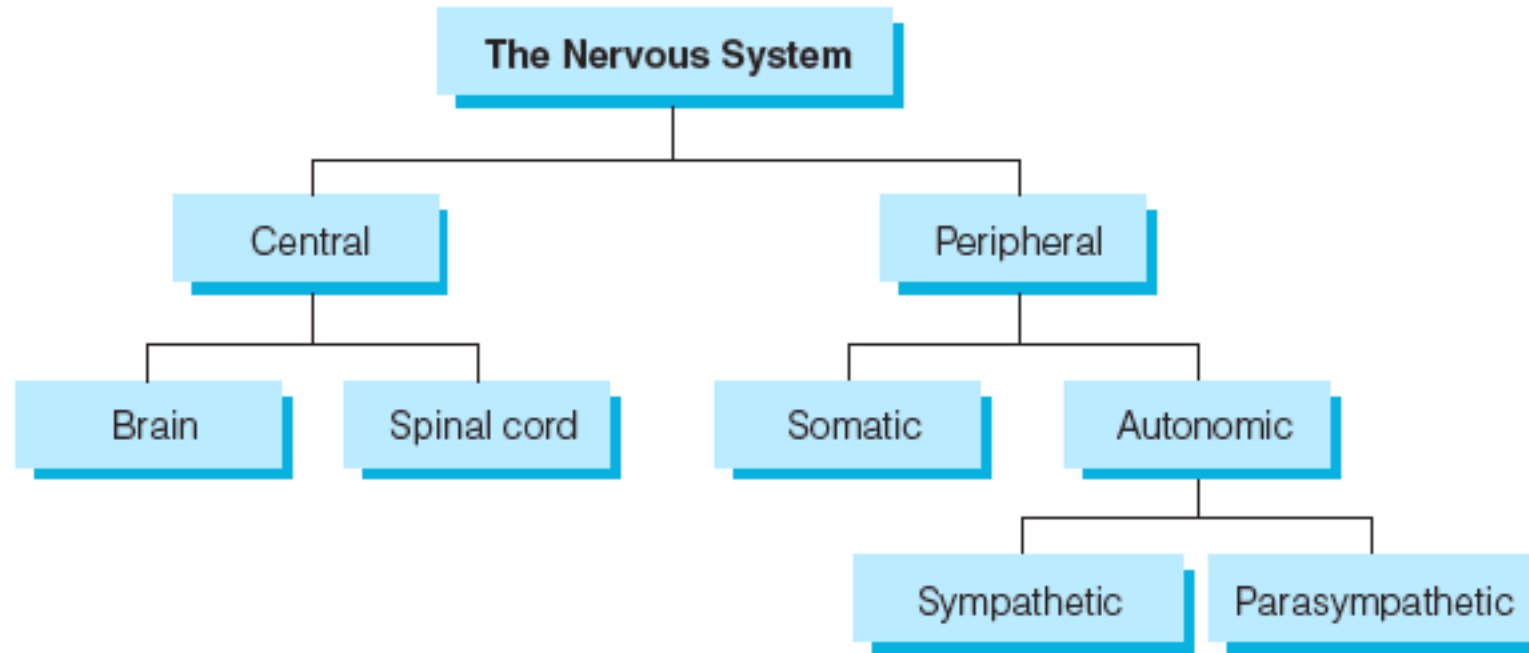 The Nervous System
Central
Peripheral
Brain
Spinal cord
Somatic
Autonomic
Sympathetic
Parasympathetic